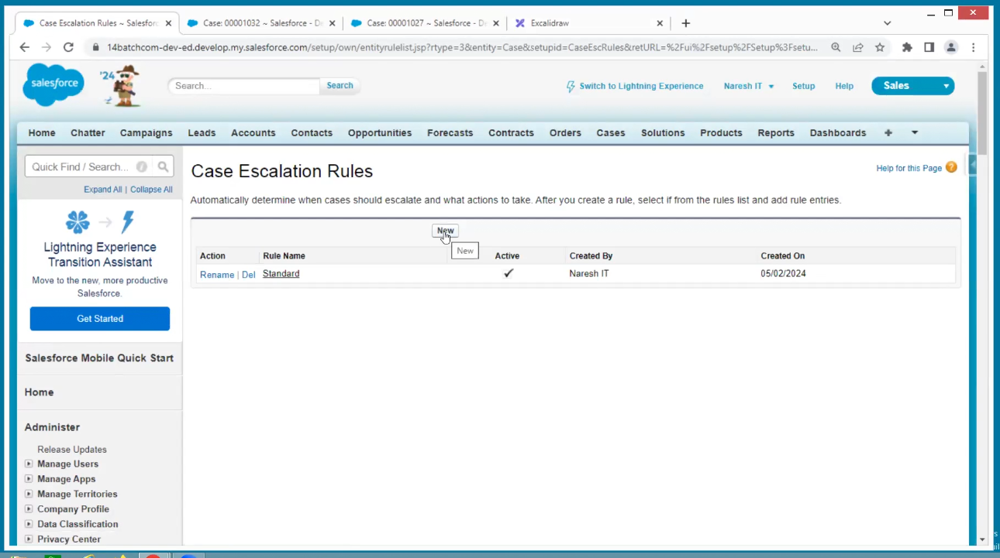 Case Escalation Rules ~ Salesforc
Case: 00001032 ~ Salesforce - De
Case: 00001027 ~ Salesforce - De
Excalidraw
14batchcom-dev-ed.develop.my.salesforce.com/setup/own/entityrulelist.jsp?rtype=3&entity=Case&setupid=CaseEscRules&retURL=%2Fui%2Fsetup%2FSetup%3Fsetu...
salesforce
'24
Search...
Search
Switch to Lightning Experience
Naresh IT
Setup
Help
Sales
Home Chatter Campaigns Leads Accounts Contacts Opportunities Forecasts Contracts Orders Cases Solutions Products Reports Dashboards +
Quick Find / Search...
Expand All | Collapse All
Lightning Experience
Transition Assistant
Move to the new, more productive
Salesforce.
Get Started
Salesforce Mobile Quick Start
Home
Administer
Release Updates
Manage Users
Manage Apps
Manage Territories
Company Profile
Data Classification
Privacy Center
Case Escalation Rules
Help for this Page ?
Automatically determine when cases should escalate and what actions to take. After you create a rule, select if from the rules list and add rule entries.
New
New
Action Rule Name Active Created By Created On
Rename | Del Standard Naresh IT 05/02/2024